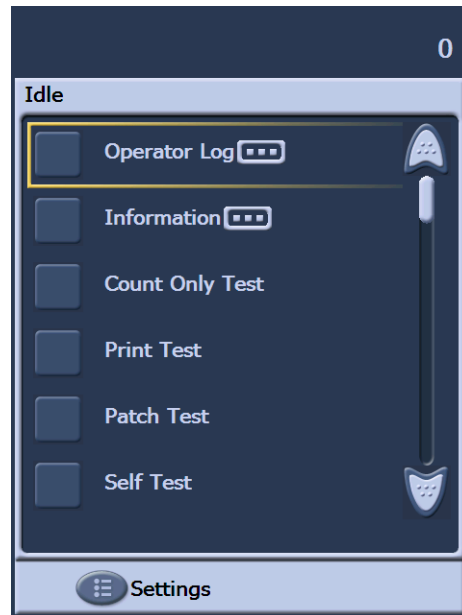 0
Idle
Operator Log
Information
Count Only Test
Print Test
Patch Test
Self Test
Settings